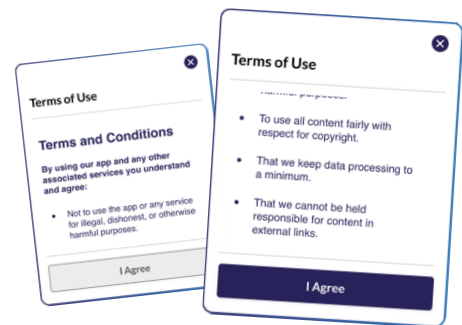 Terms of Use
Terms and Conditions
By using our app and any other
associated services you understand
and agree:
• Not to use the app or any service
for illegal, dishonest, or otherwise
harmful purposes.
I Agree
Terms of Use
harmful purposes.
• To use all content fairly with
respect for copyright.
• That we keep data processing to
a minimum.
• That we cannot be held
responsible for content in
external links.
I Agree